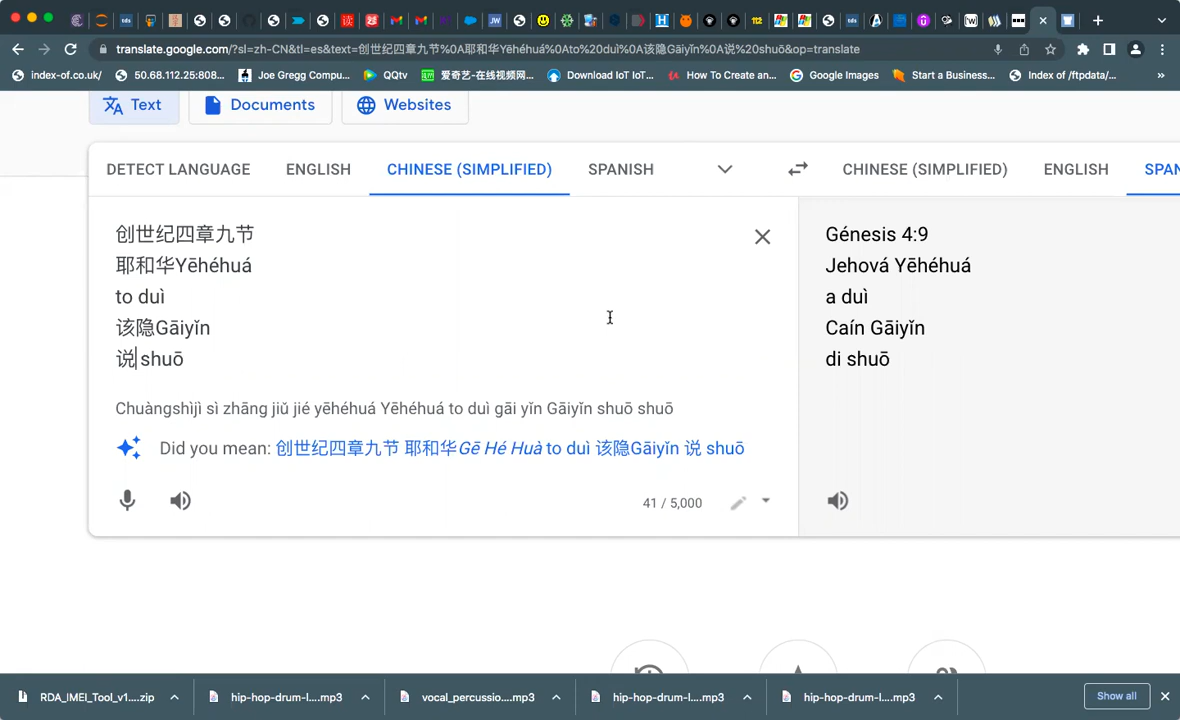 translate.google.com/?sl=zh-CN&tl=es&text=创世纪四章九节%0A耶和华Yēhéhuá%0Ato%20duì%0A该隐Gāiyǐn%0A说%20shuō&op=translate
index-of.co.uk/
50.68.112.25:808...
Joe Gregg Compu...
QQtv
爱奇艺-在线视频网...
Download IoT IoT...
How To Create an...
Google Images
Start a Business...
Index of /ftpdata/...
»
Text
Documents
Websites
DETECT LANGUAGE
ENGLISH
CHINESE (SIMPLIFIED)
SPANISH
CHINESE (SIMPLIFIED)
ENGLISH
SPAN
创世纪四章九节
耶和华Yēhéhuá
to duì
该隐Gāiyǐn
说 shuō
Génesis 4:9
Jehová Yēhéhuá
a duì
Caín Gāiyǐn
di shuō
Chuàngshìjì sì zhāng jiǔ jié yēhéhuá Yēhéhuá to duì gāi yǐn Gāiyǐn shuō shuō
Did you mean: 创世纪四章九节 耶和华Gē Hé Huà to duì 该隐Gāiyǐn 说 shuō
41 / 5,000
RDA_IMEI_Tool_v1....zip
hip-hop-drum-l....mp3
vocal_percussio....mp3
hip-hop-drum-l....mp3
hip-hop-drum-l....mp3
Show all